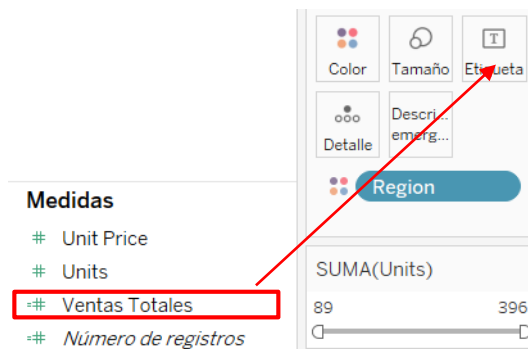 Color Tamaño Etiqueta
Detalle Descri... emerg...
Region
Medidas
# Unit Price
# Units
=# Ventas Totales
=# Número de registros
SUMA(Units)
89 396